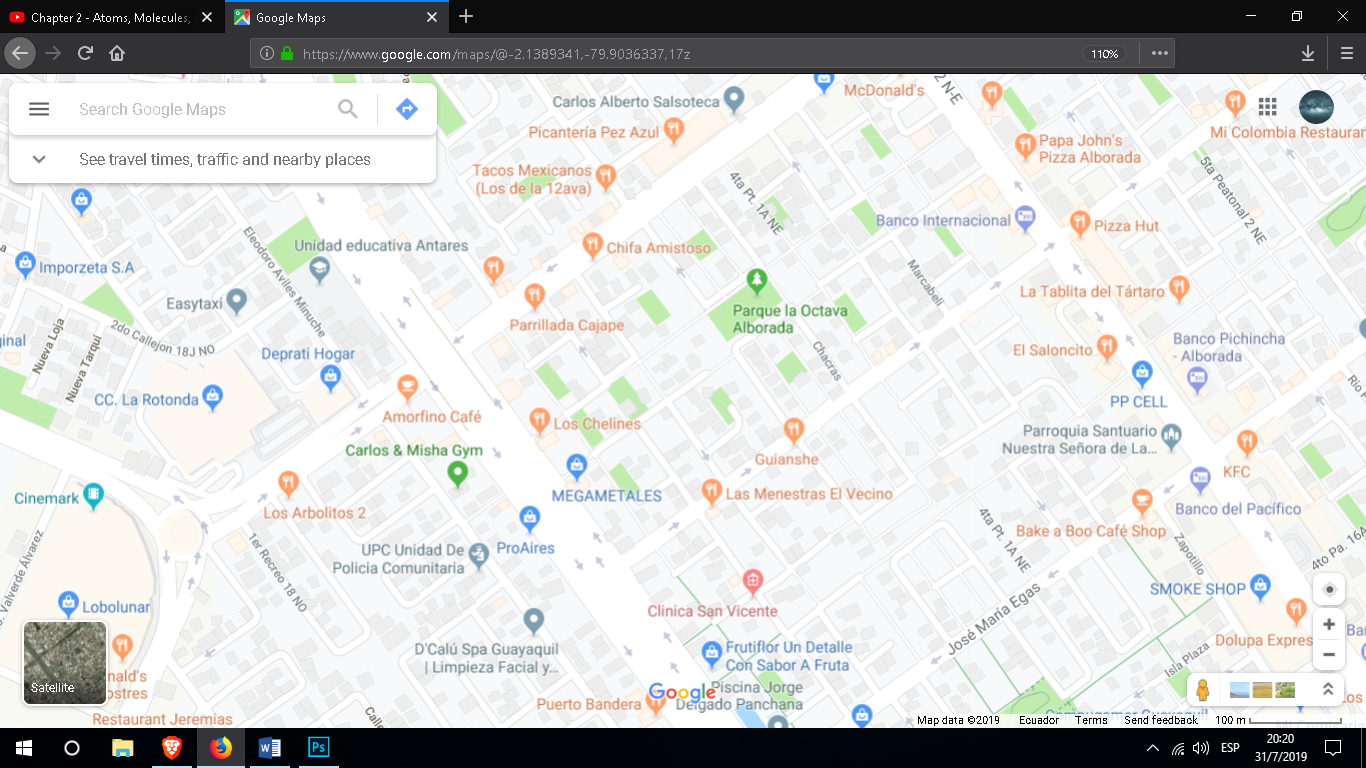 Chapter 2 - Atoms, Molecules,
Google Maps
https://www.google.com/maps/@-2.1389341,-79.9036337,17z
110%
Search Google Maps
See travel times, traffic and nearby places
Carlos Alberto Salsoteca
McDonald's
2 N-E
Picantería Pez Azul
Mi Colombia Restauran
Papa John's
Pizza Alborada
Tacos Mexicanos
(Los de la 12ava)
4ta Pt. 1A NE
5ta Peatonal 2 NE
Banco Internacional
Pizza Hut
Eleodoro Aviles Minuche
Unidad educativa Antares
Chifa Amistoso
Imporzeta S.A
Marcabeli
Easytaxi
La Tablita del Tártaro
Parque la Octava
Alborada
Parrillada Cajape
2do Callejon 18J NO
Nueva Loja
Nueva Tarqui
ginal
Deprati Hogar
Chacras
El Saloncito
Banco Pichincha
- Alborada
CC. La Rotonda
Amorfino Café
PP CELL
Los Chelines
Parroquia Santuario
Nuestra Señora de La...
Carlos & Misha Gym
Guianshe
KFC
Cinemark
MEGAMETALES
Las Menestras El Vecino
Los Arbolitos 2
Banco del Pacífico
Bake a Boo Café Shop
4ta Pt. 1A NE
Zapotillo
4to Pa. 16A
ProAires
UPC Unidad De
Policia Comunitaria
1er Recreo 18 NO
Valverde Álvarez
SMOKE SHOP
Lobolunar
Clinica San Vicente
José María Egas
Dolupa Expres
Isla Plaza
D'Calú Spa Guayaquil
| Limpieza Facial y...
Frutiflor Un Detalle
Con Sabor A Fruta
nald's
ostres
Satellite
Google
Piscina Jorge
Delgado Panchana
Puerto Bandera
Restaurant Jeremias
Calle
Map data ©2019
Ecuador
Terms
Send feedback
100 m
W
Ps
ESP
20:20
31/7/2019